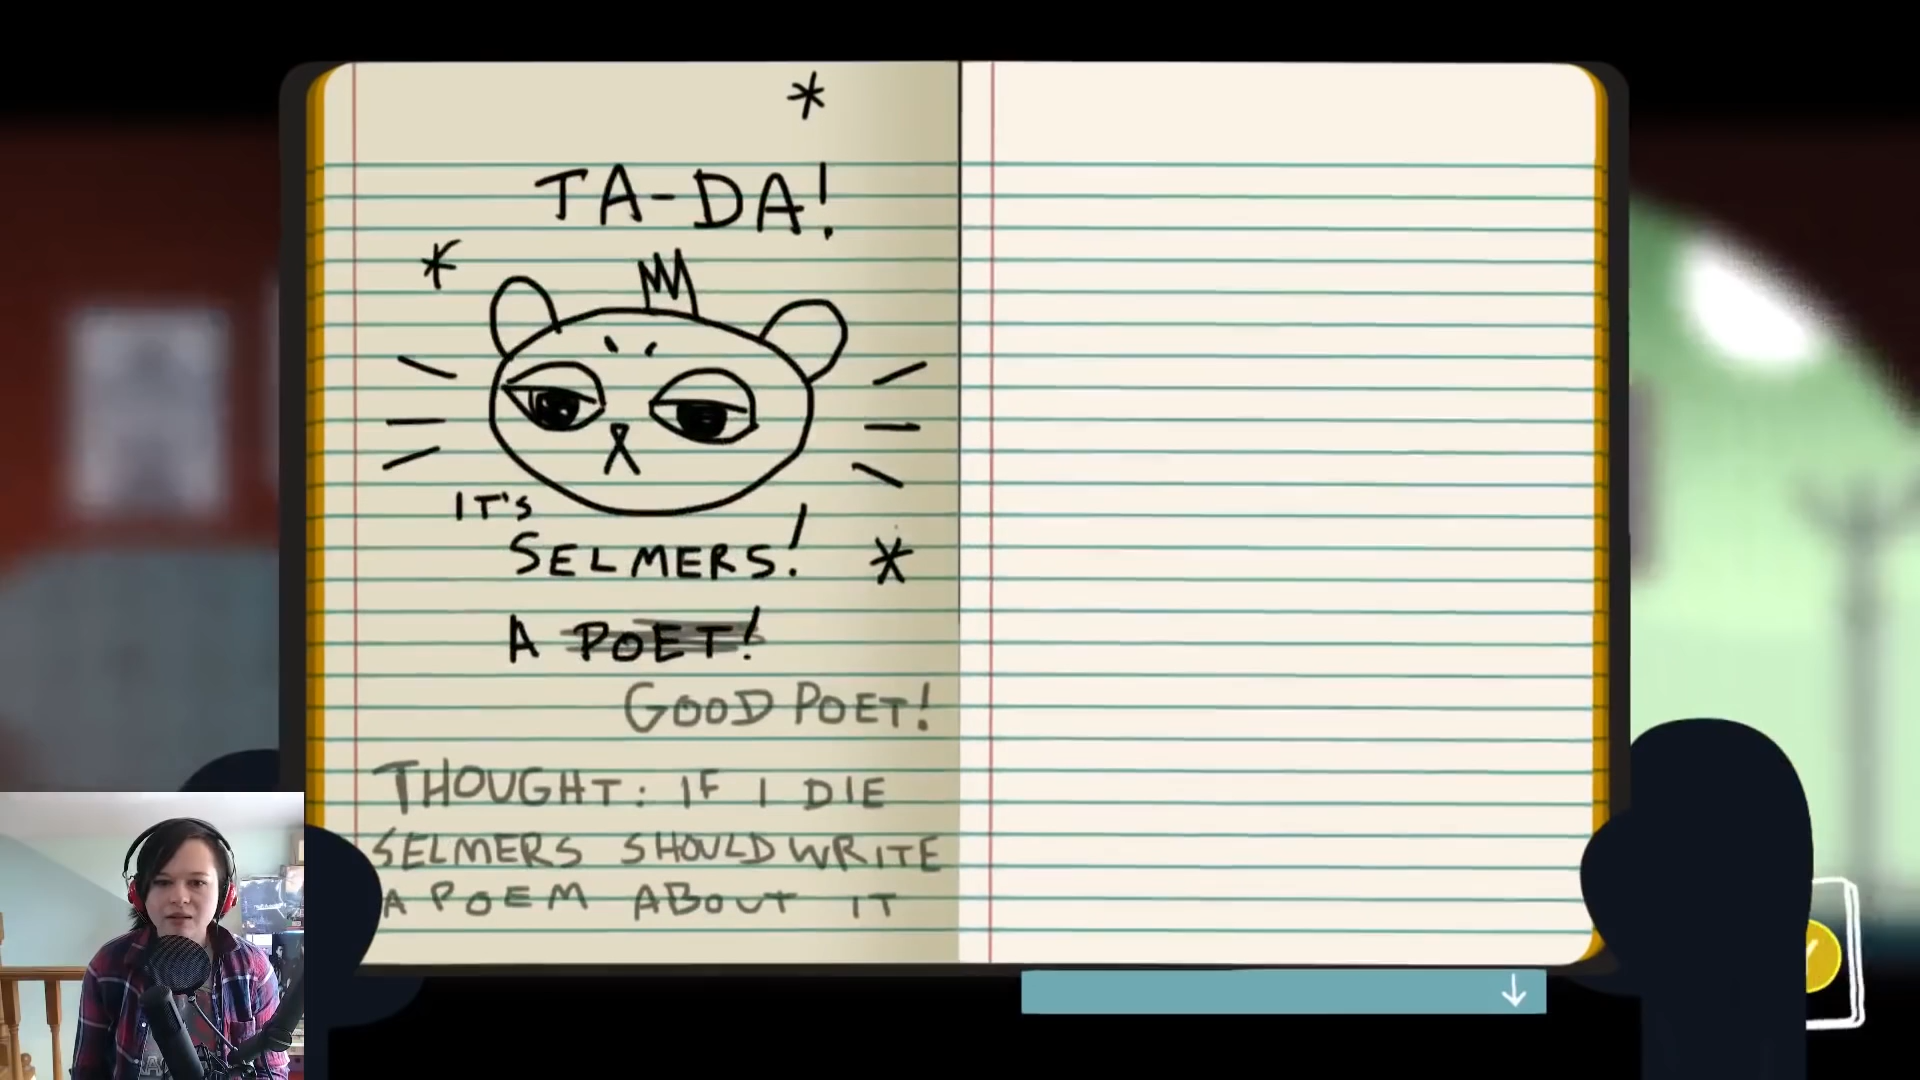 TA-DA!
IT'S
SELMERS!
A POET!
GOOD POET!
THOUGHT: IF I DIE
SELMERS SHOULD WRITE
A POEM ABOUT IT